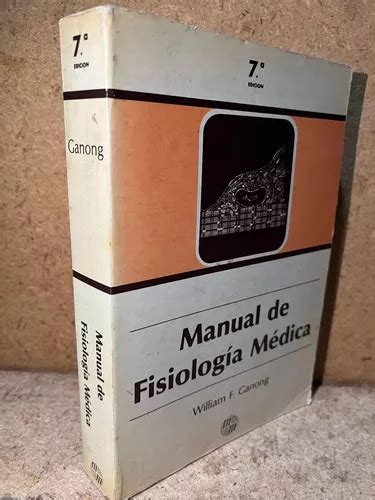 7.ª
EDICION
Ganong
Manual de
Fisiología Médica
7.ª
EDICION
Manual de
Fisiología Médica
William F. Ganong